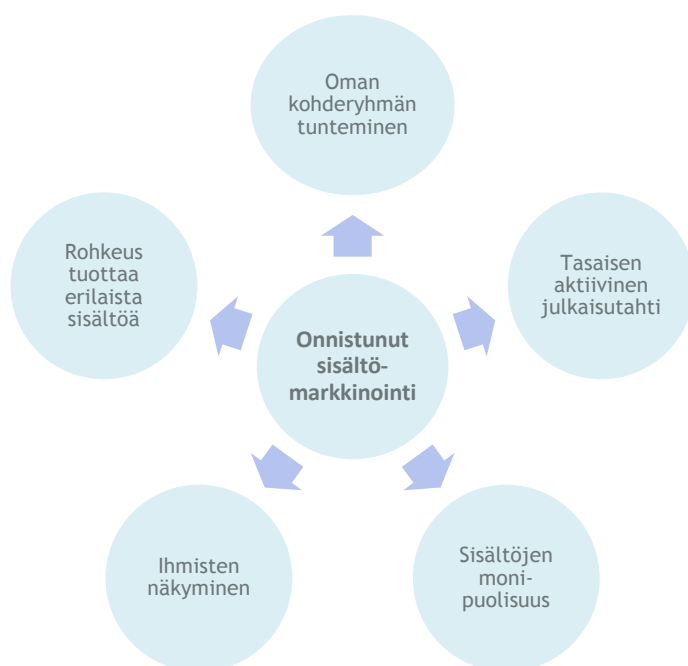 Oman
kohderyhmän
tunteminen
Rohkeus
tuottaa
erilaista
sisältöä
Tasaisen
aktiivinen
julkaisutahti
Onnistunut
sisältö-
markkinointi
Ihmisten
näkyminen
Sisältöjen
moni-
puolisuus